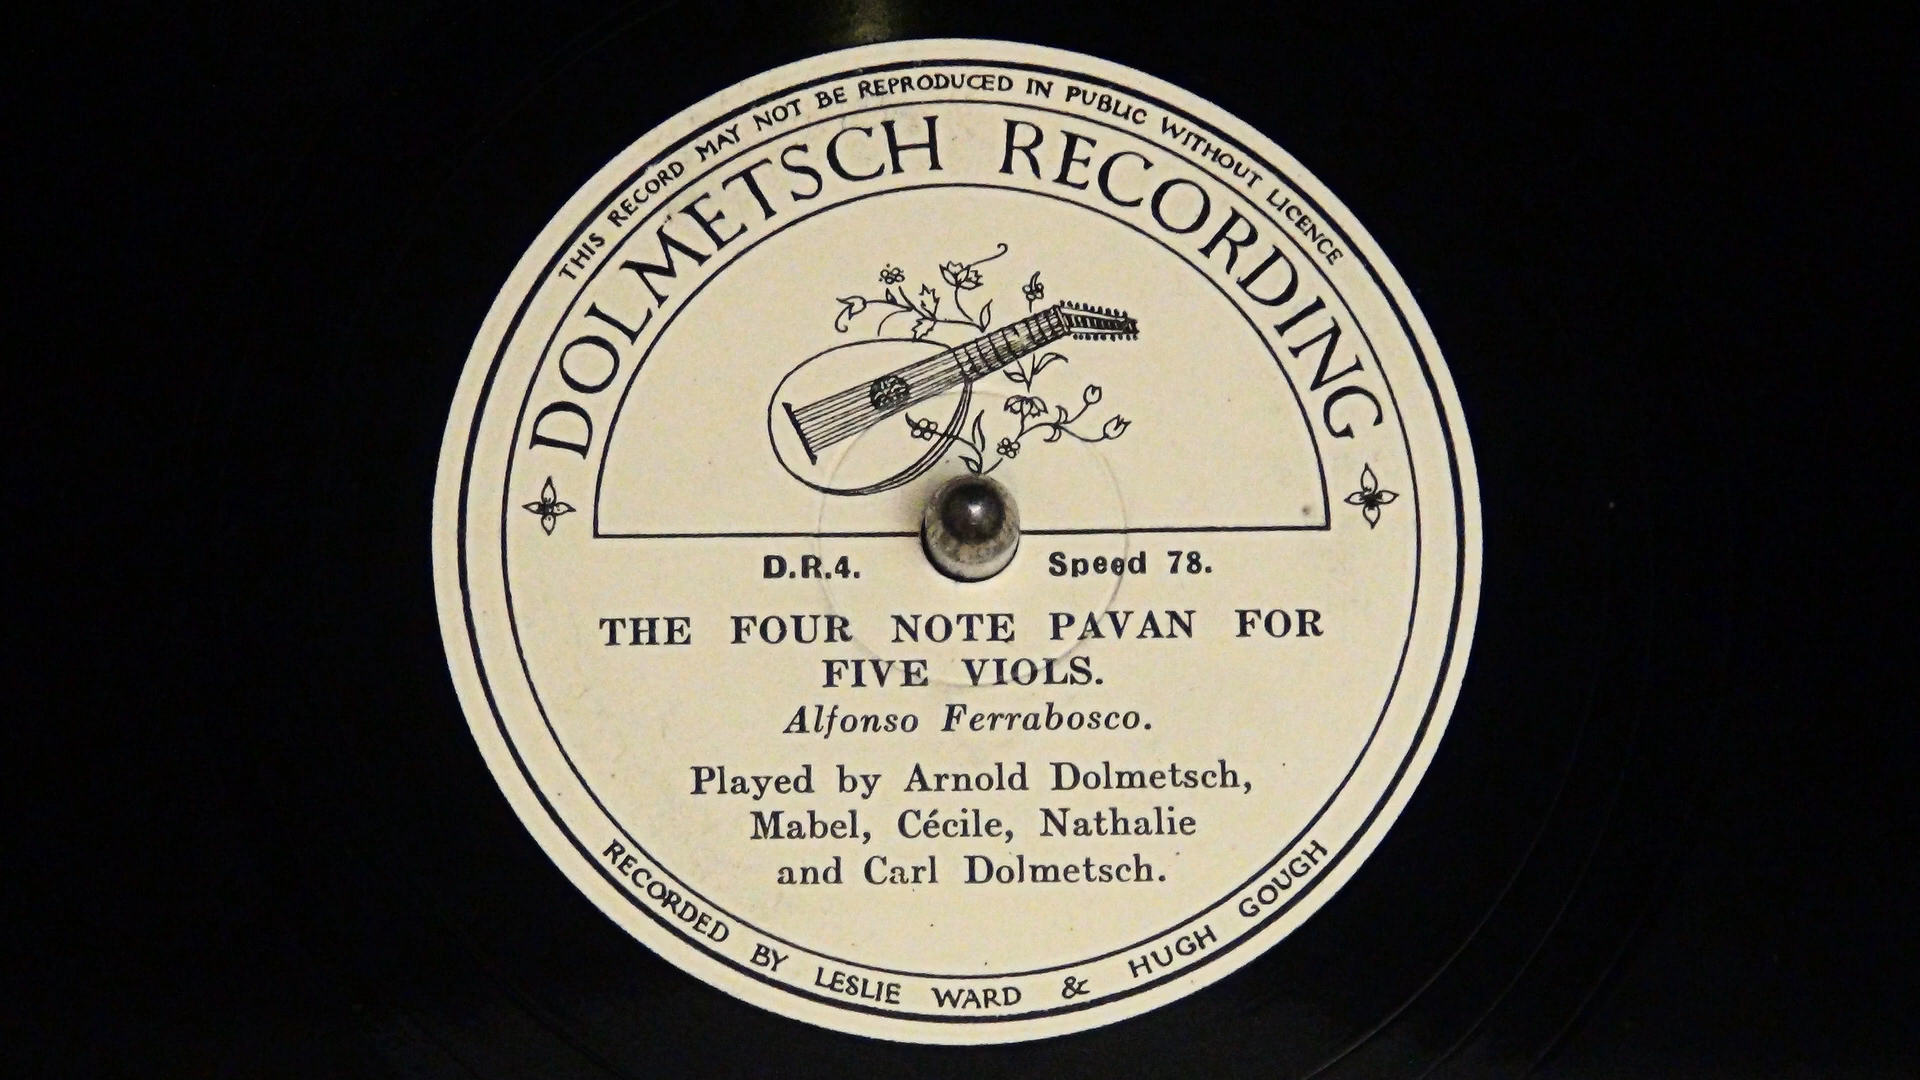 THIS RECORD MAY NOT BE REPRODUCED IN PUBLIC WITHOUT LICENCE
DOLMETSCH RECORDING
D.R.4. Speed 78.
THE FOUR NOTE PAVAN FOR
FIVE VIOLS.
Alfonso Ferrabosco.
Played by Arnold Dolmetsch,
Mabel, Cécile, Nathalie
and Carl Dolmetsch.
RECORDED BY LESLIE WARD & HUGH GOUGH